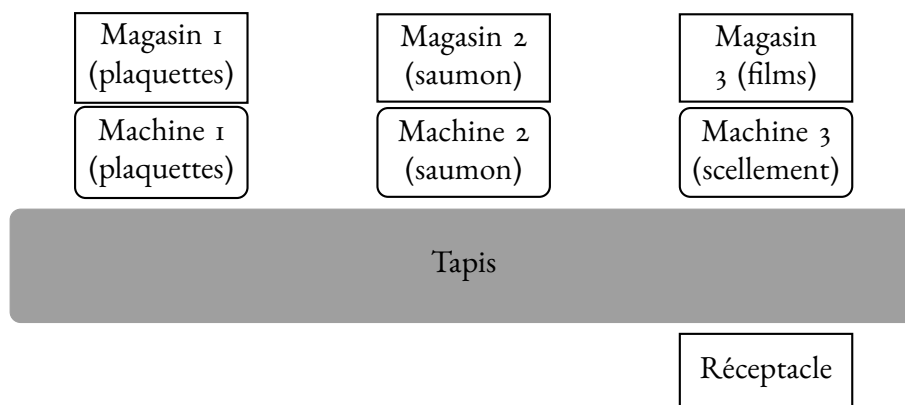 Magasin 1
(plaquettes)
Magasin 2
(saumon)
Magasin
3 (films)
Machine 1
(plaquettes)
Machine 2
(saumon)
Machine 3
(scellement)
Tapis
Réceptacle